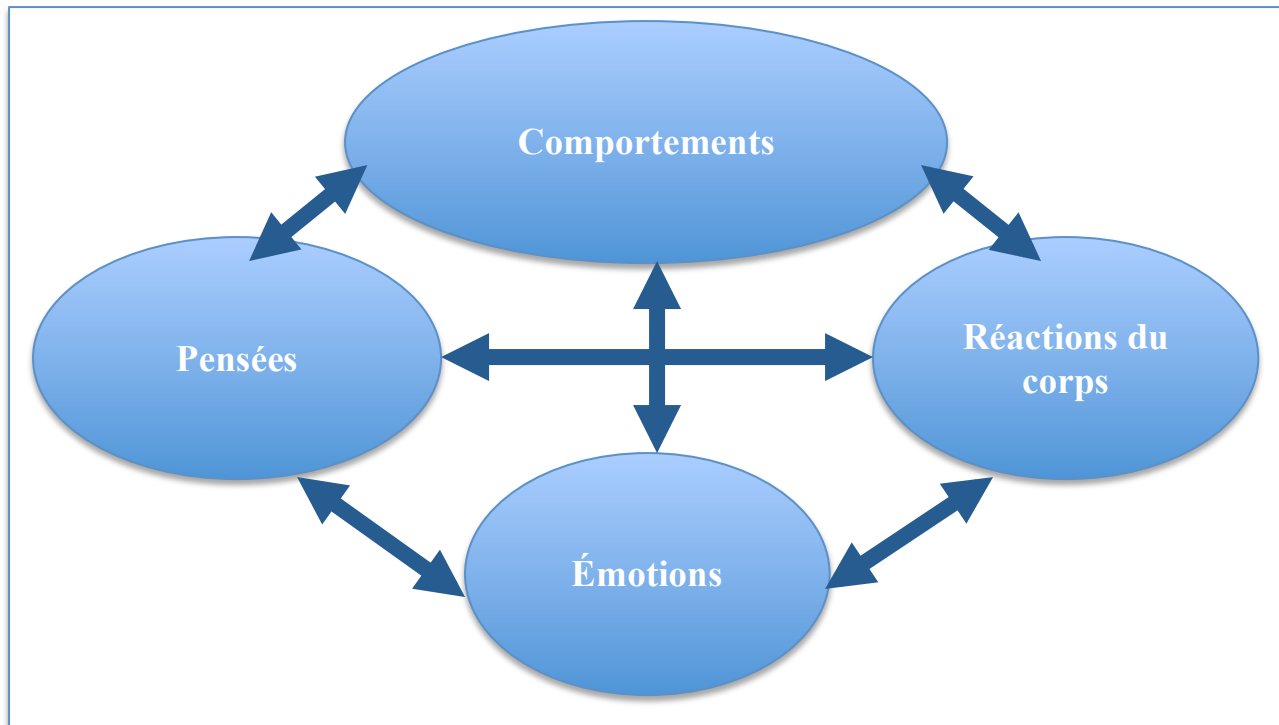 Comportements
Pensées
Réactions du
corps
Émotions